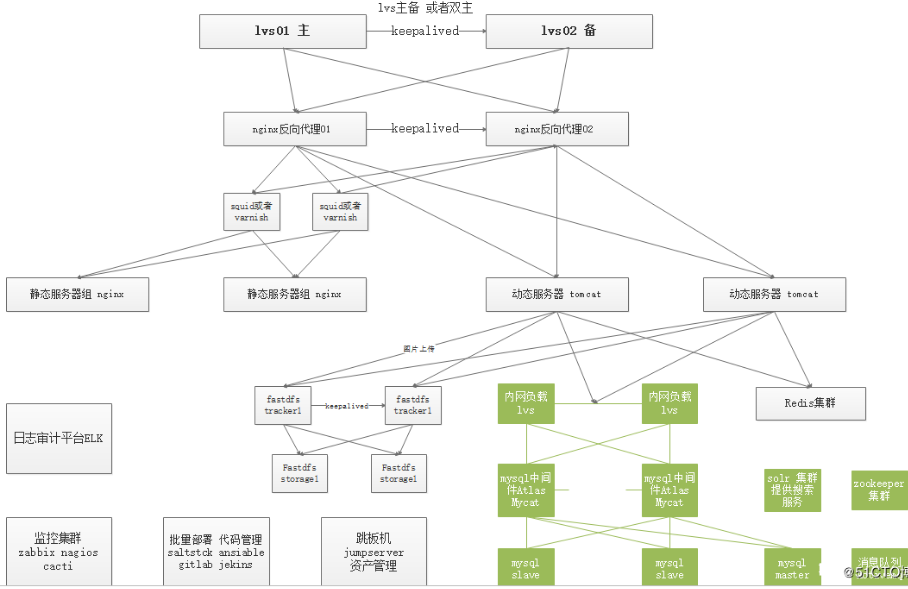 lvs主备 或者双主
lvs01 主
keepalived
lvs02 备
nginx反向代理01
keepalived
nginx反向代理02
squid或者
varnish
squid或者
varnish
静态服务器组 nginx
静态服务器组 nginx
动态服务器 tomcat
动态服务器 tomcat
图片上传
fastdfs
tracker1
keepalived
fastdfs
tracker1
内网负载
lvs
内网负载
lvs
Redis集群
日志审计平台ELK
Fastdfs
storage1
Fastdfs
storage1
mysql中间
件Atlas
Mycat
mysql中间
件Atlas
Mycat
solr 集群
提供搜索
服务
zookeeper
集群
监控集群
zabbix nagios
cacti
批量部署 代码管理
saltstck ansiable
gitlab jekins
跳板机
jumpserver
资产管理
mysql
slave
mysql
slave
mysql
master
消息队列
@51CTO博